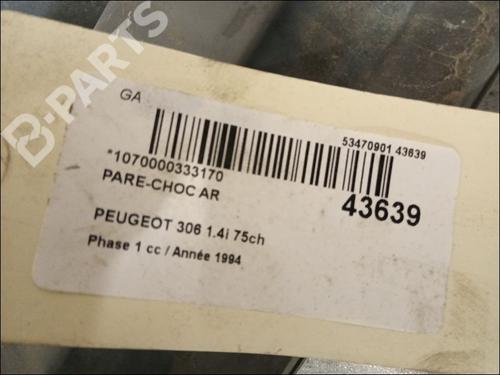 B-PARTS
GA
53470901 43639
*1070000333170
PARE-CHOC AR
43639
PEUGEOT 306 1.4i 75ch
Phase 1 cc / Année 1994